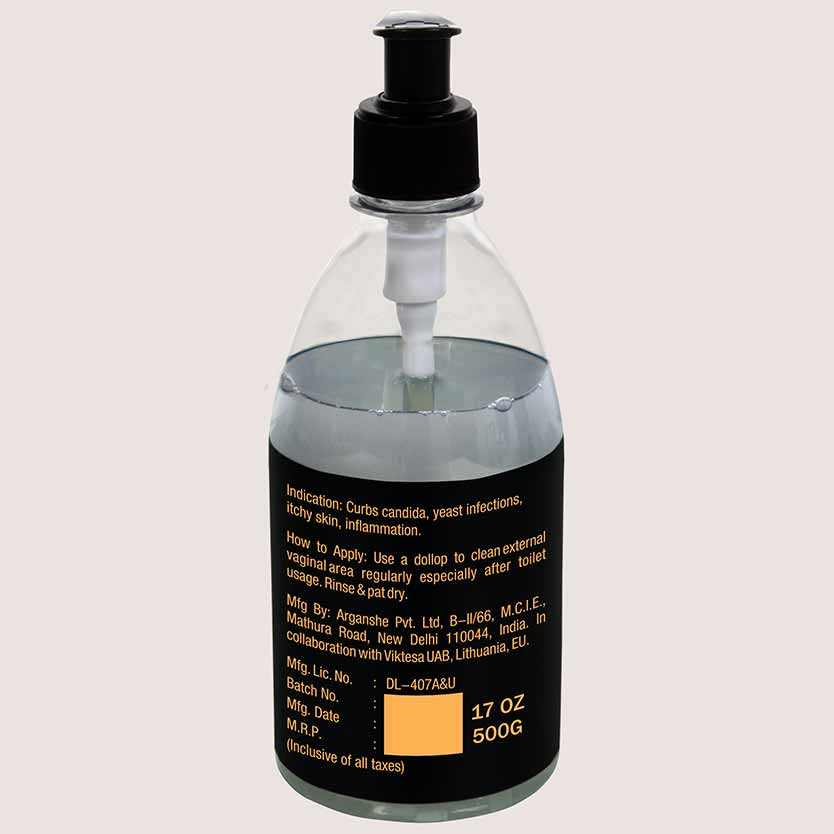 Indication: Curbs candida, yeast infections,
itchy skin, inflammation.
How to Apply: Use a dollop to clean external
vaginal area regularly especially after toilet
usage. Rinse & pat dry.
Mfg By: Arganshe Pvt. Ltd, B–II/66, M.C.I.E.,
Mathura Road, New Delhi 110044, India. In
collaboration with Viktesa UAB, Lithuania, EU.
Mfg. Lic. No. : DL–407A&U
Batch No. :
Mfg. Date :
M.R.P. :
(Inclusive of all taxes)
17 OZ
500G